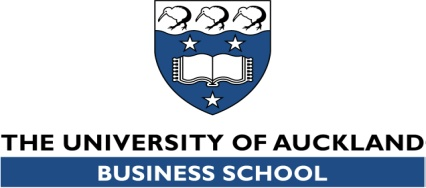 THE UNIVERSITY OF AUCKLAND
BUSINESS SCHOOL